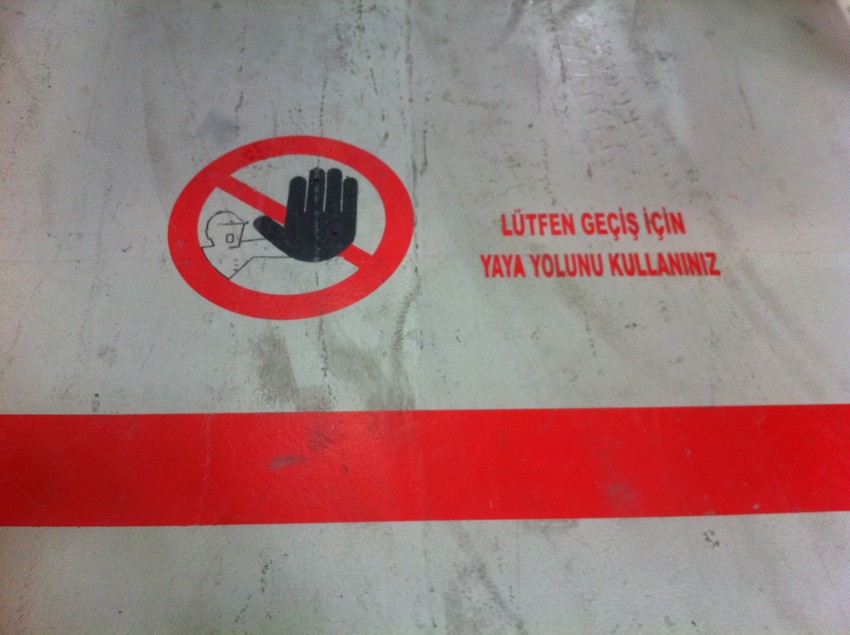 LÜTFEN GEÇİŞ İÇİN
YAYA YOLUNU KULLANINIZ